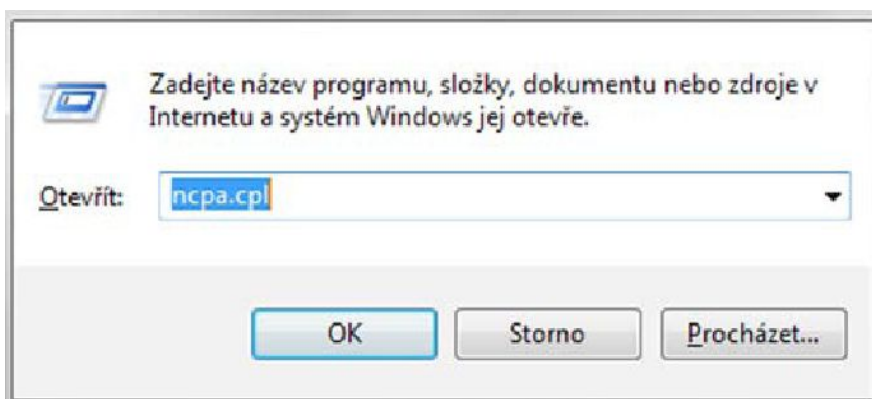 Zadejte název programu, složky, dokumentu nebo zdroje v
Internetu a systém Windows jej otevře.
Otevřít: ncpa.cpl
OK Storno Procházet...